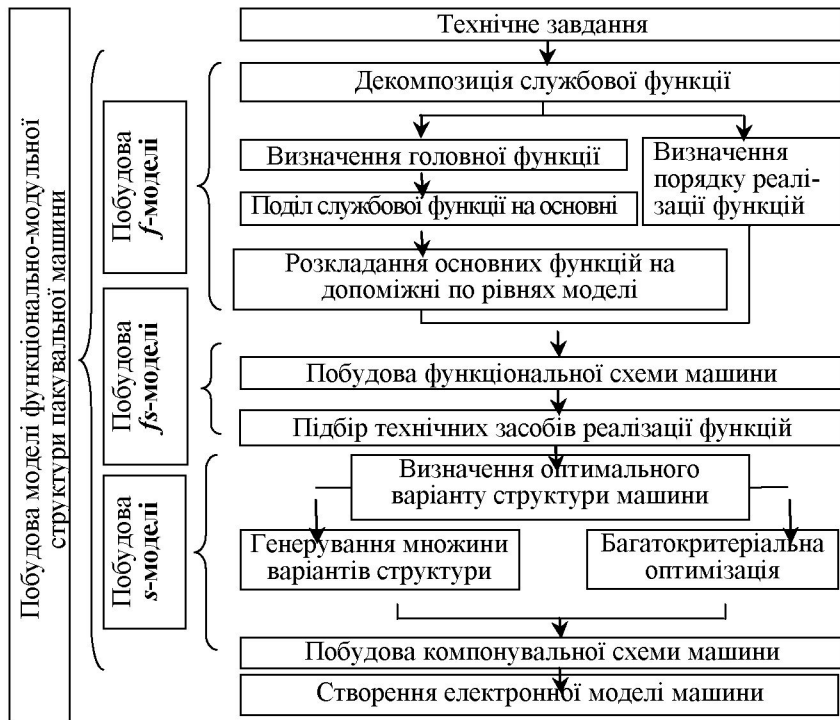 Побудова моделі функціонально-модульної
структури пакувальної машини
Побудова
f-моделі
Побудова
fs-моделі
Побудова
s-моделі
Технічне завдання
Декомпозиція службової функції
Визначення головної функції
Визначення
порядку реалі-
зації функцій
Поділ службової функції на основні
Розкладання основних функцій на
допоміжні по рівнях моделі
Побудова функціональної схеми машини
Підбір технічних засобів реалізації функцій
Визначення оптимального
варіанту структури машини
Генерування множини
варіантів структури
Багатокритеріальна
оптимізація
Побудова компонувальної схеми машини
Створення електронної моделі машини